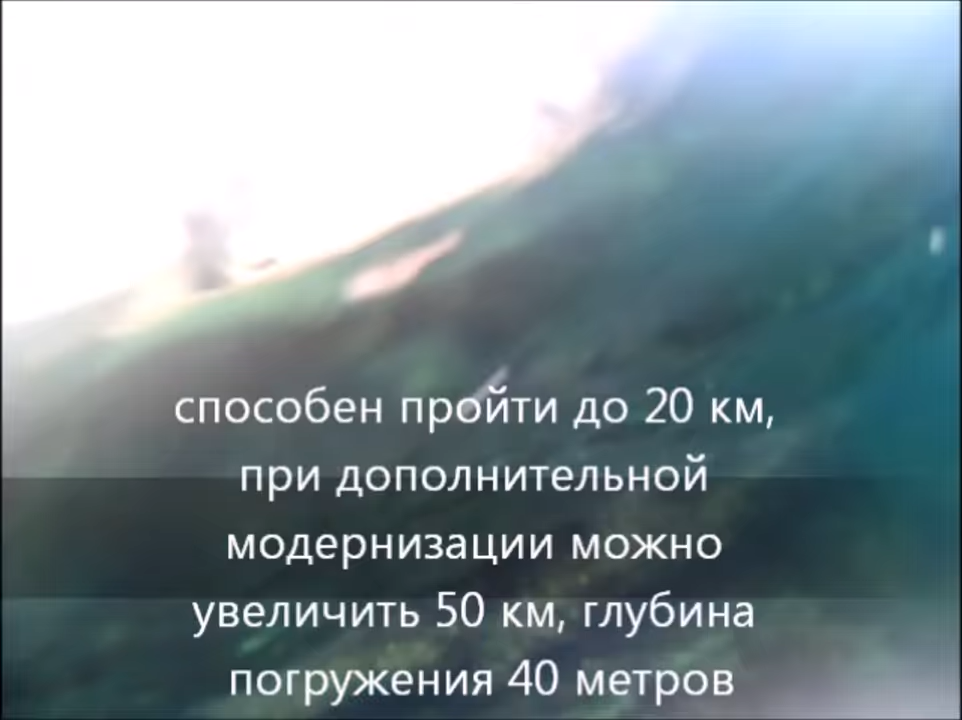 способен пройти до 20 км,
при дополнительной
модернизации можно
увеличить 50 км, глубина
погружения 40 метров